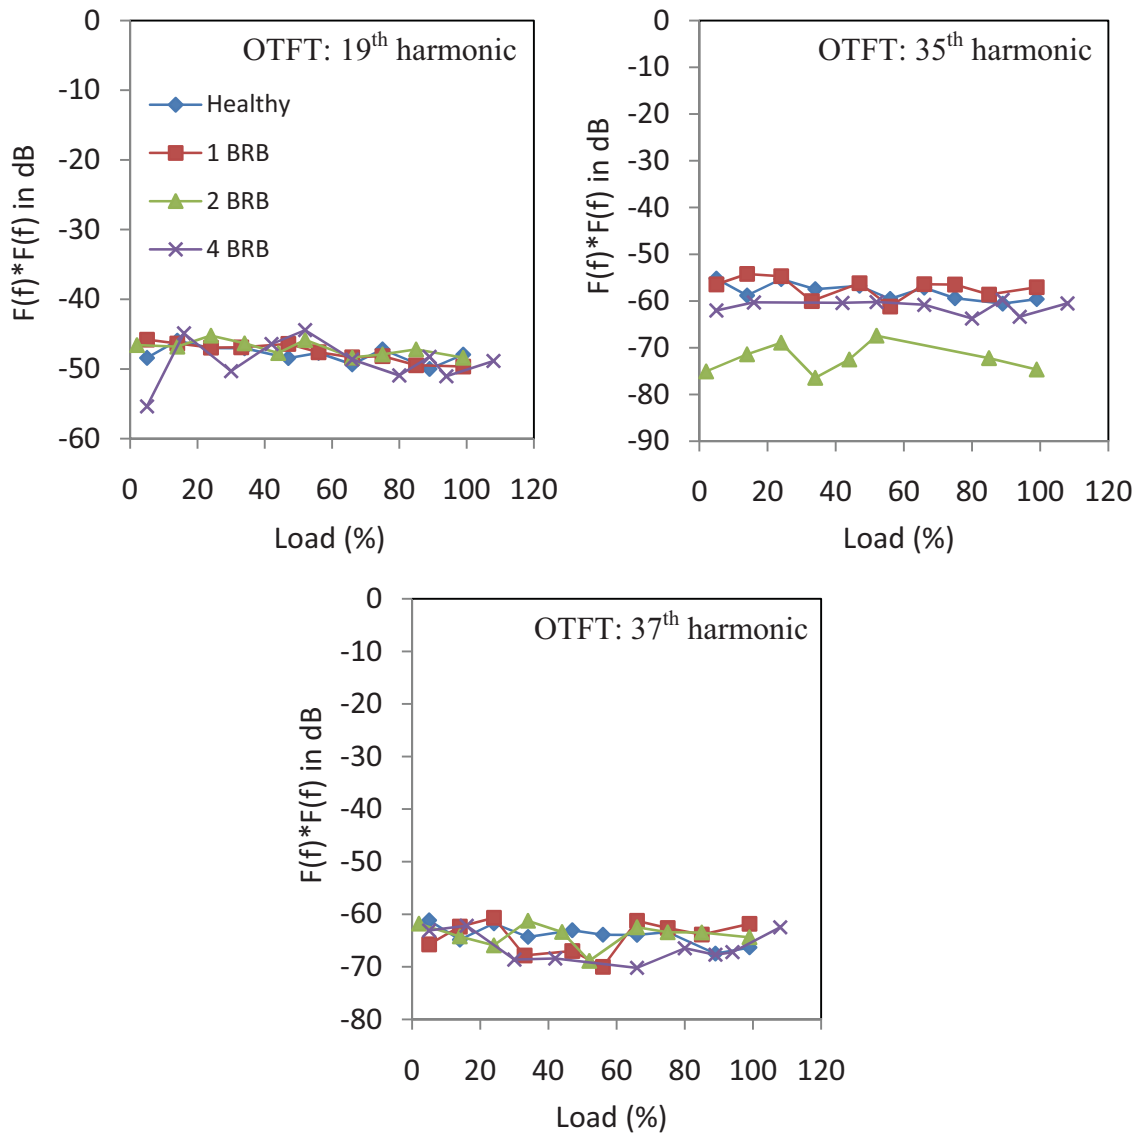 OTFT: 19th harmonic
F(f)*F(f) in dB
0
-10
-20
-30
-40
-50
-60
Healthy
1 BRB
2 BRB
4 BRB
0 20 40 60 80 100 120
Load (%)
OTFT: 35th harmonic
F(f)*F(f) in dB
0
-10
-20
-30
-40
-50
-60
-70
-80
-90
0 20 40 60 80 100 120
Load (%)
OTFT: 37th harmonic
F(f)*F(f) in dB
0
-10
-20
-30
-40
-50
-60
-70
-80
0 20 40 60 80 100 120
Load (%)